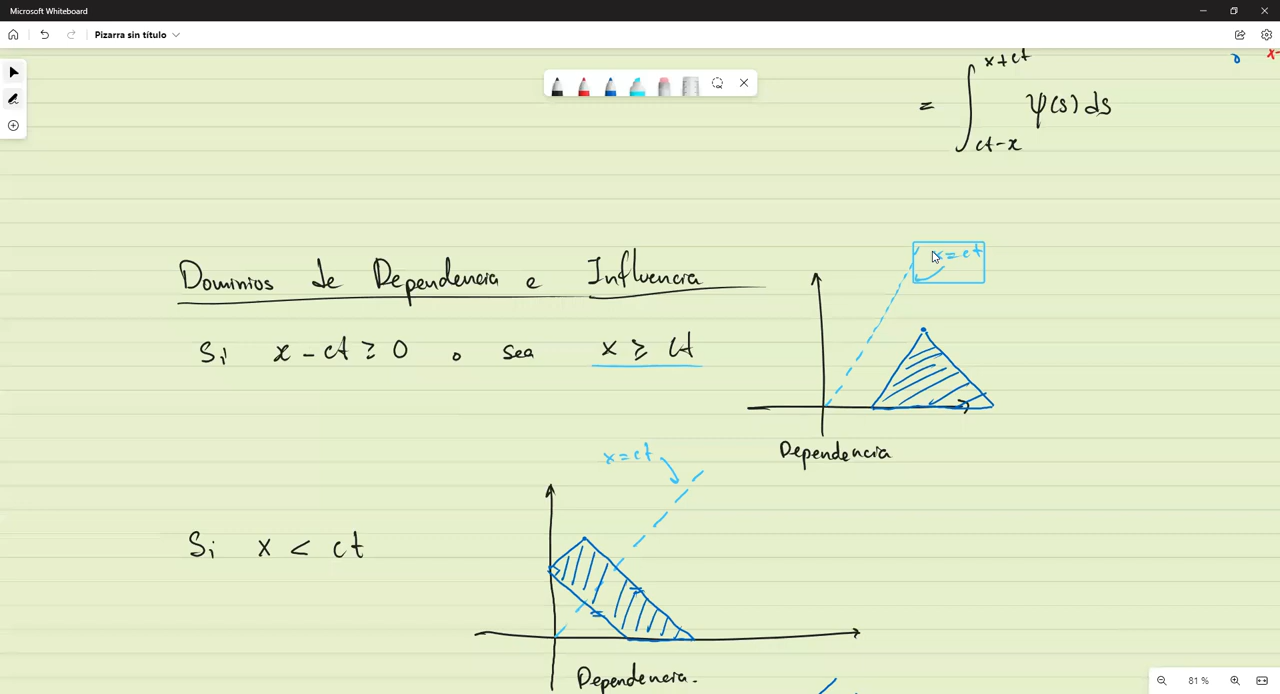 Microsoft Whiteboard
Pizarra sin título
x+ct
= ∫ ψ(s) ds
ct-x
Dominios de Dependencia e Influencia
x=ct
Si x-ct ≥ 0 o sea x ≥ ct
Dependencia
x=ct
Si x < ct
Dependencia.
81 %